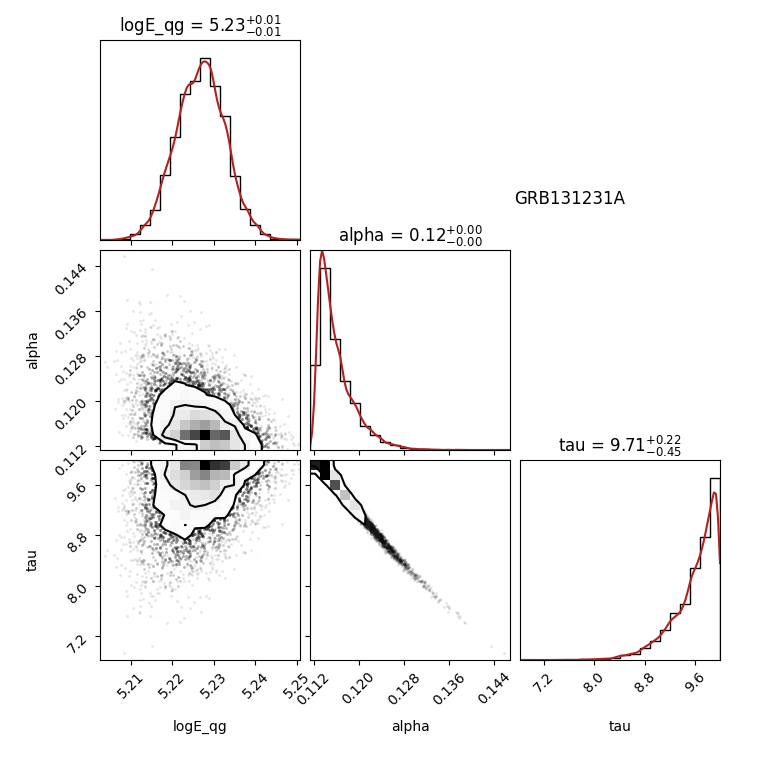 logE_qg = 5.23+0.01−0.01
GRB131231A
alpha = 0.12+0.00−0.00
0.144
0.136
0.128
0.120
0.112
alpha
tau = 9.71+0.22−0.45
9.6
8.8
8.0
7.2
tau
5.21 5.22 5.23 5.24 5.25
0.112 0.120 0.128 0.136 0.144
7.2 8.0 8.8 9.6
logE_qg alpha tau